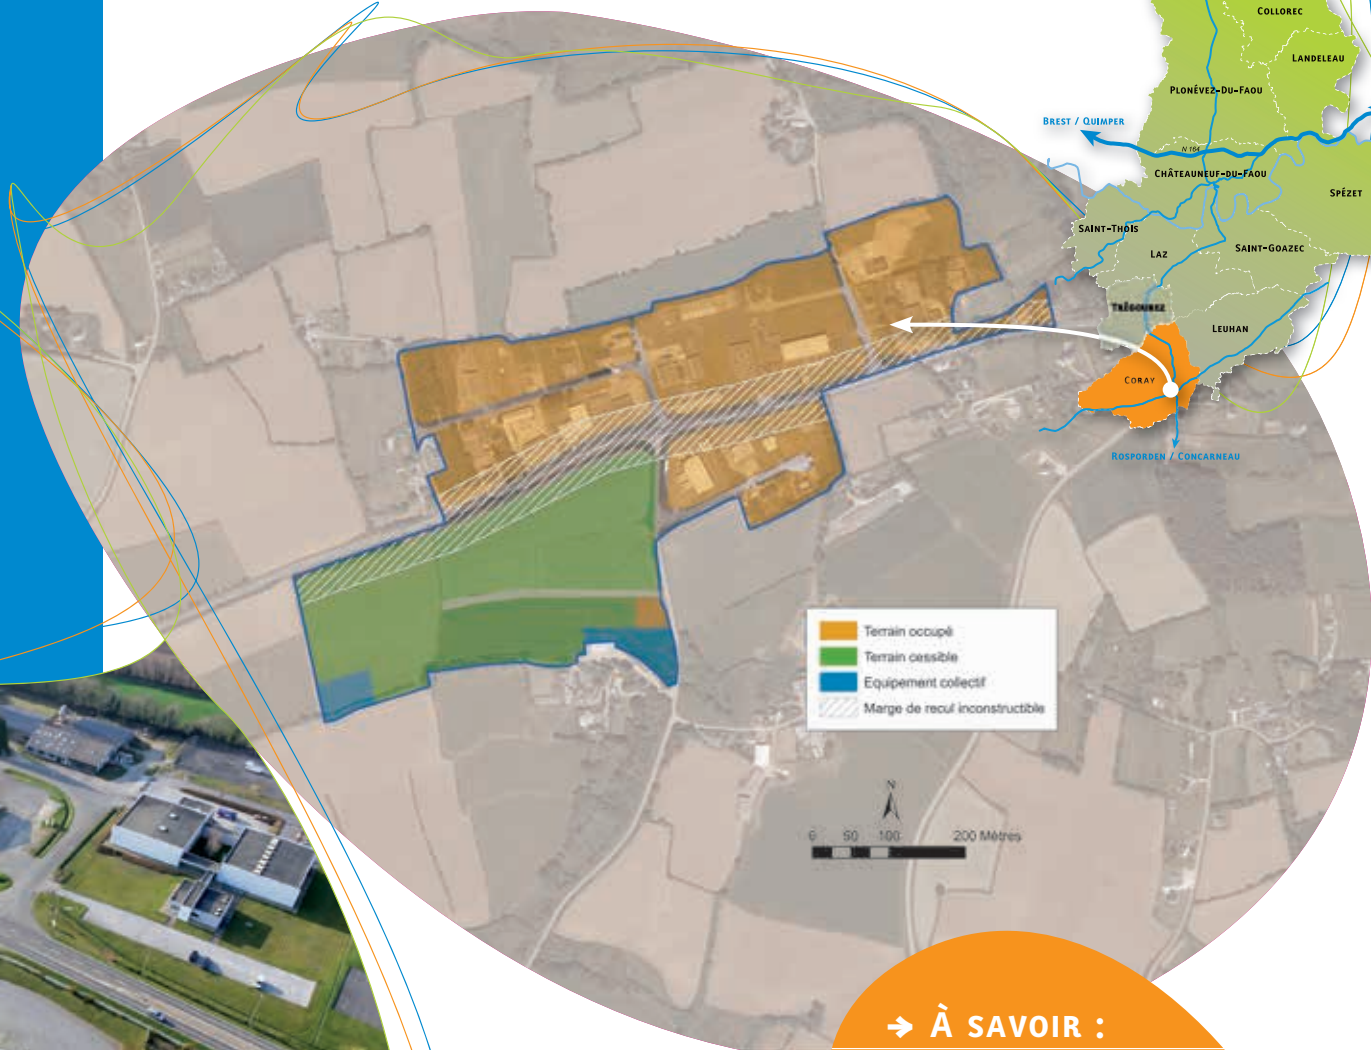 COLLOREC
LANDELEAU
PLONÉVEZ-DU-FAOU
BREST / QUIMPER
N 164
CHÂTEAUNEUF-DU-FAOU
SPÉZET
SAINT-THOIS
LAZ
SAINT-GOAZEC
TRÉGOUREZ
LEUHAN
CORAY
ROSPORDEN / CONCARNEAU
Terrain occupé
Terrain cessible
Equipement collectif
Marge de recul inconstructible
N
0 50 100 200 Mètres
→ À SAVOIR :